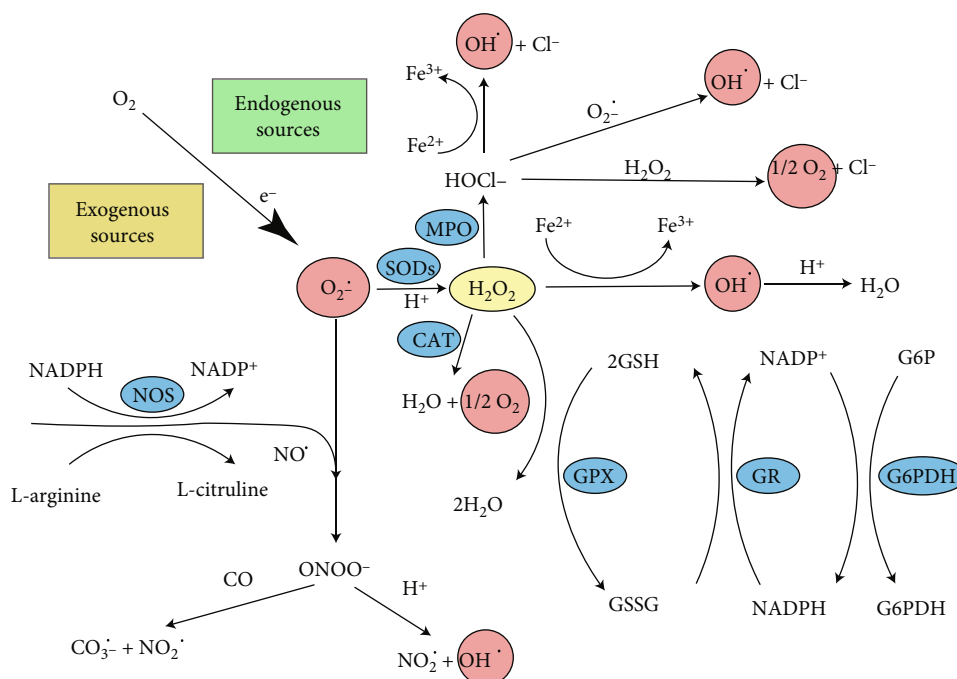 OH˙ + Cl⁻
Fe³⁺
OH˙ + Cl⁻
O₂
Endogenous
sources
O₂⁻˙
Fe²⁺
HOCl–
H₂O₂
1/2 O₂ + Cl⁻
e⁻
Exogenous
sources
MPO
Fe²⁺
Fe³⁺
SODs
O₂⁻˙
H⁺
H₂O₂
OH˙
H⁺
H₂O
CAT
NADPH
NADP⁺
NOS
2GSH
NADP⁺
G6P
H₂O + 1/2 O₂
NO˙
L-arginine
L-citruline
2H₂O
GPX
GR
G6PDH
ONOO⁻
CO
H⁺
GSSG
NADPH
G6PDH
CO₃⁻˙ + NO₂˙
NO₂˙ + OH˙